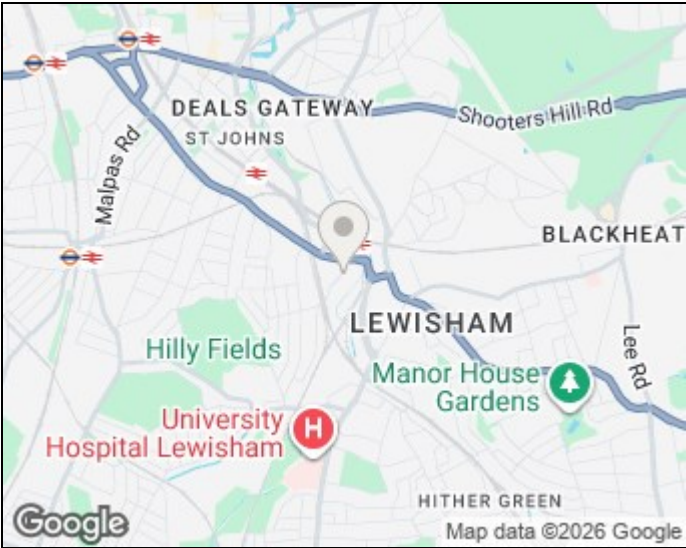 DEALS GATEWAY
ST JOHNS
Shooters Hill Rd
Malpas Rd
BLACKHEAT
LEWISHAM
Hilly Fields
Lee Rd
Manor House
Gardens
University
Hospital Lewisham
H
HITHER GREEN
Google
Map data ©2026 Google